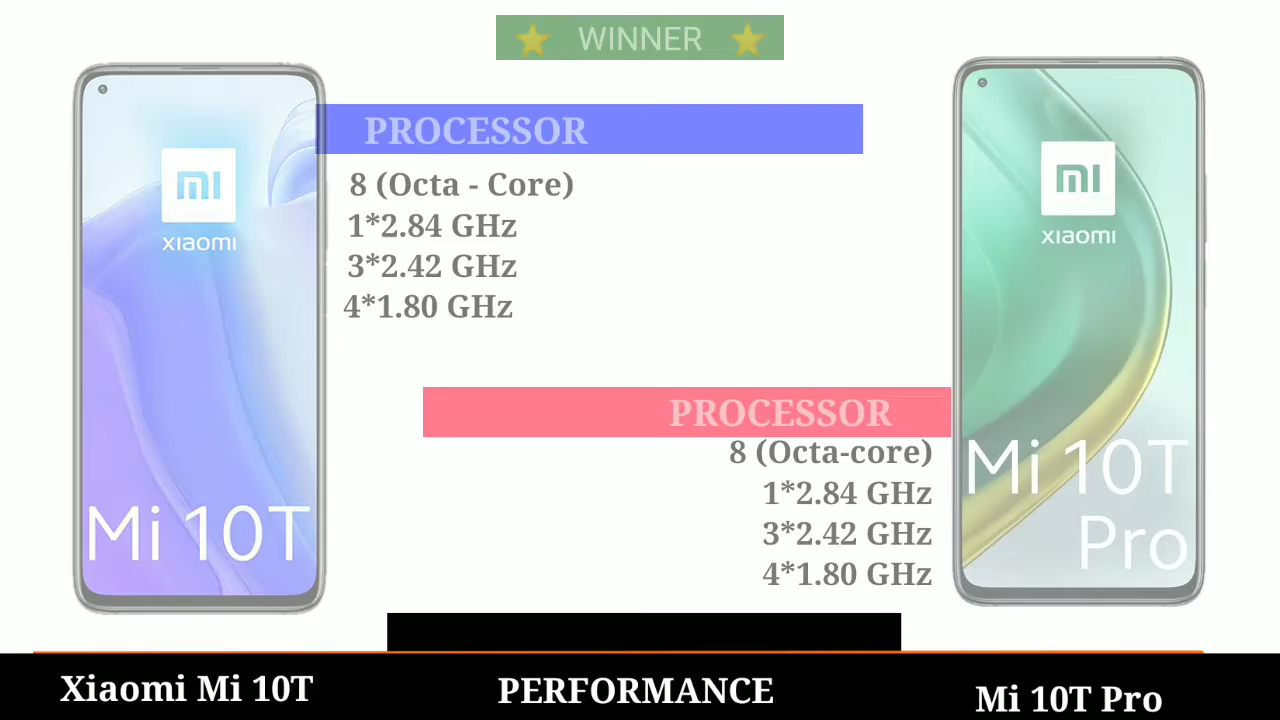 WINNER
PROCESSOR
8 (Octa - Core)
1*2.84 GHz
3*2.42 GHz
4*1.80 GHz
mi
xiaomi
Mi 10T
PROCESSOR
8 (Octa-core)
1*2.84 GHz
3*2.42 GHz
4*1.80 GHz
mi
xiaomi
Mi 10T
Pro
Xiaomi Mi 10T
PERFORMANCE
Mi 10T Pro